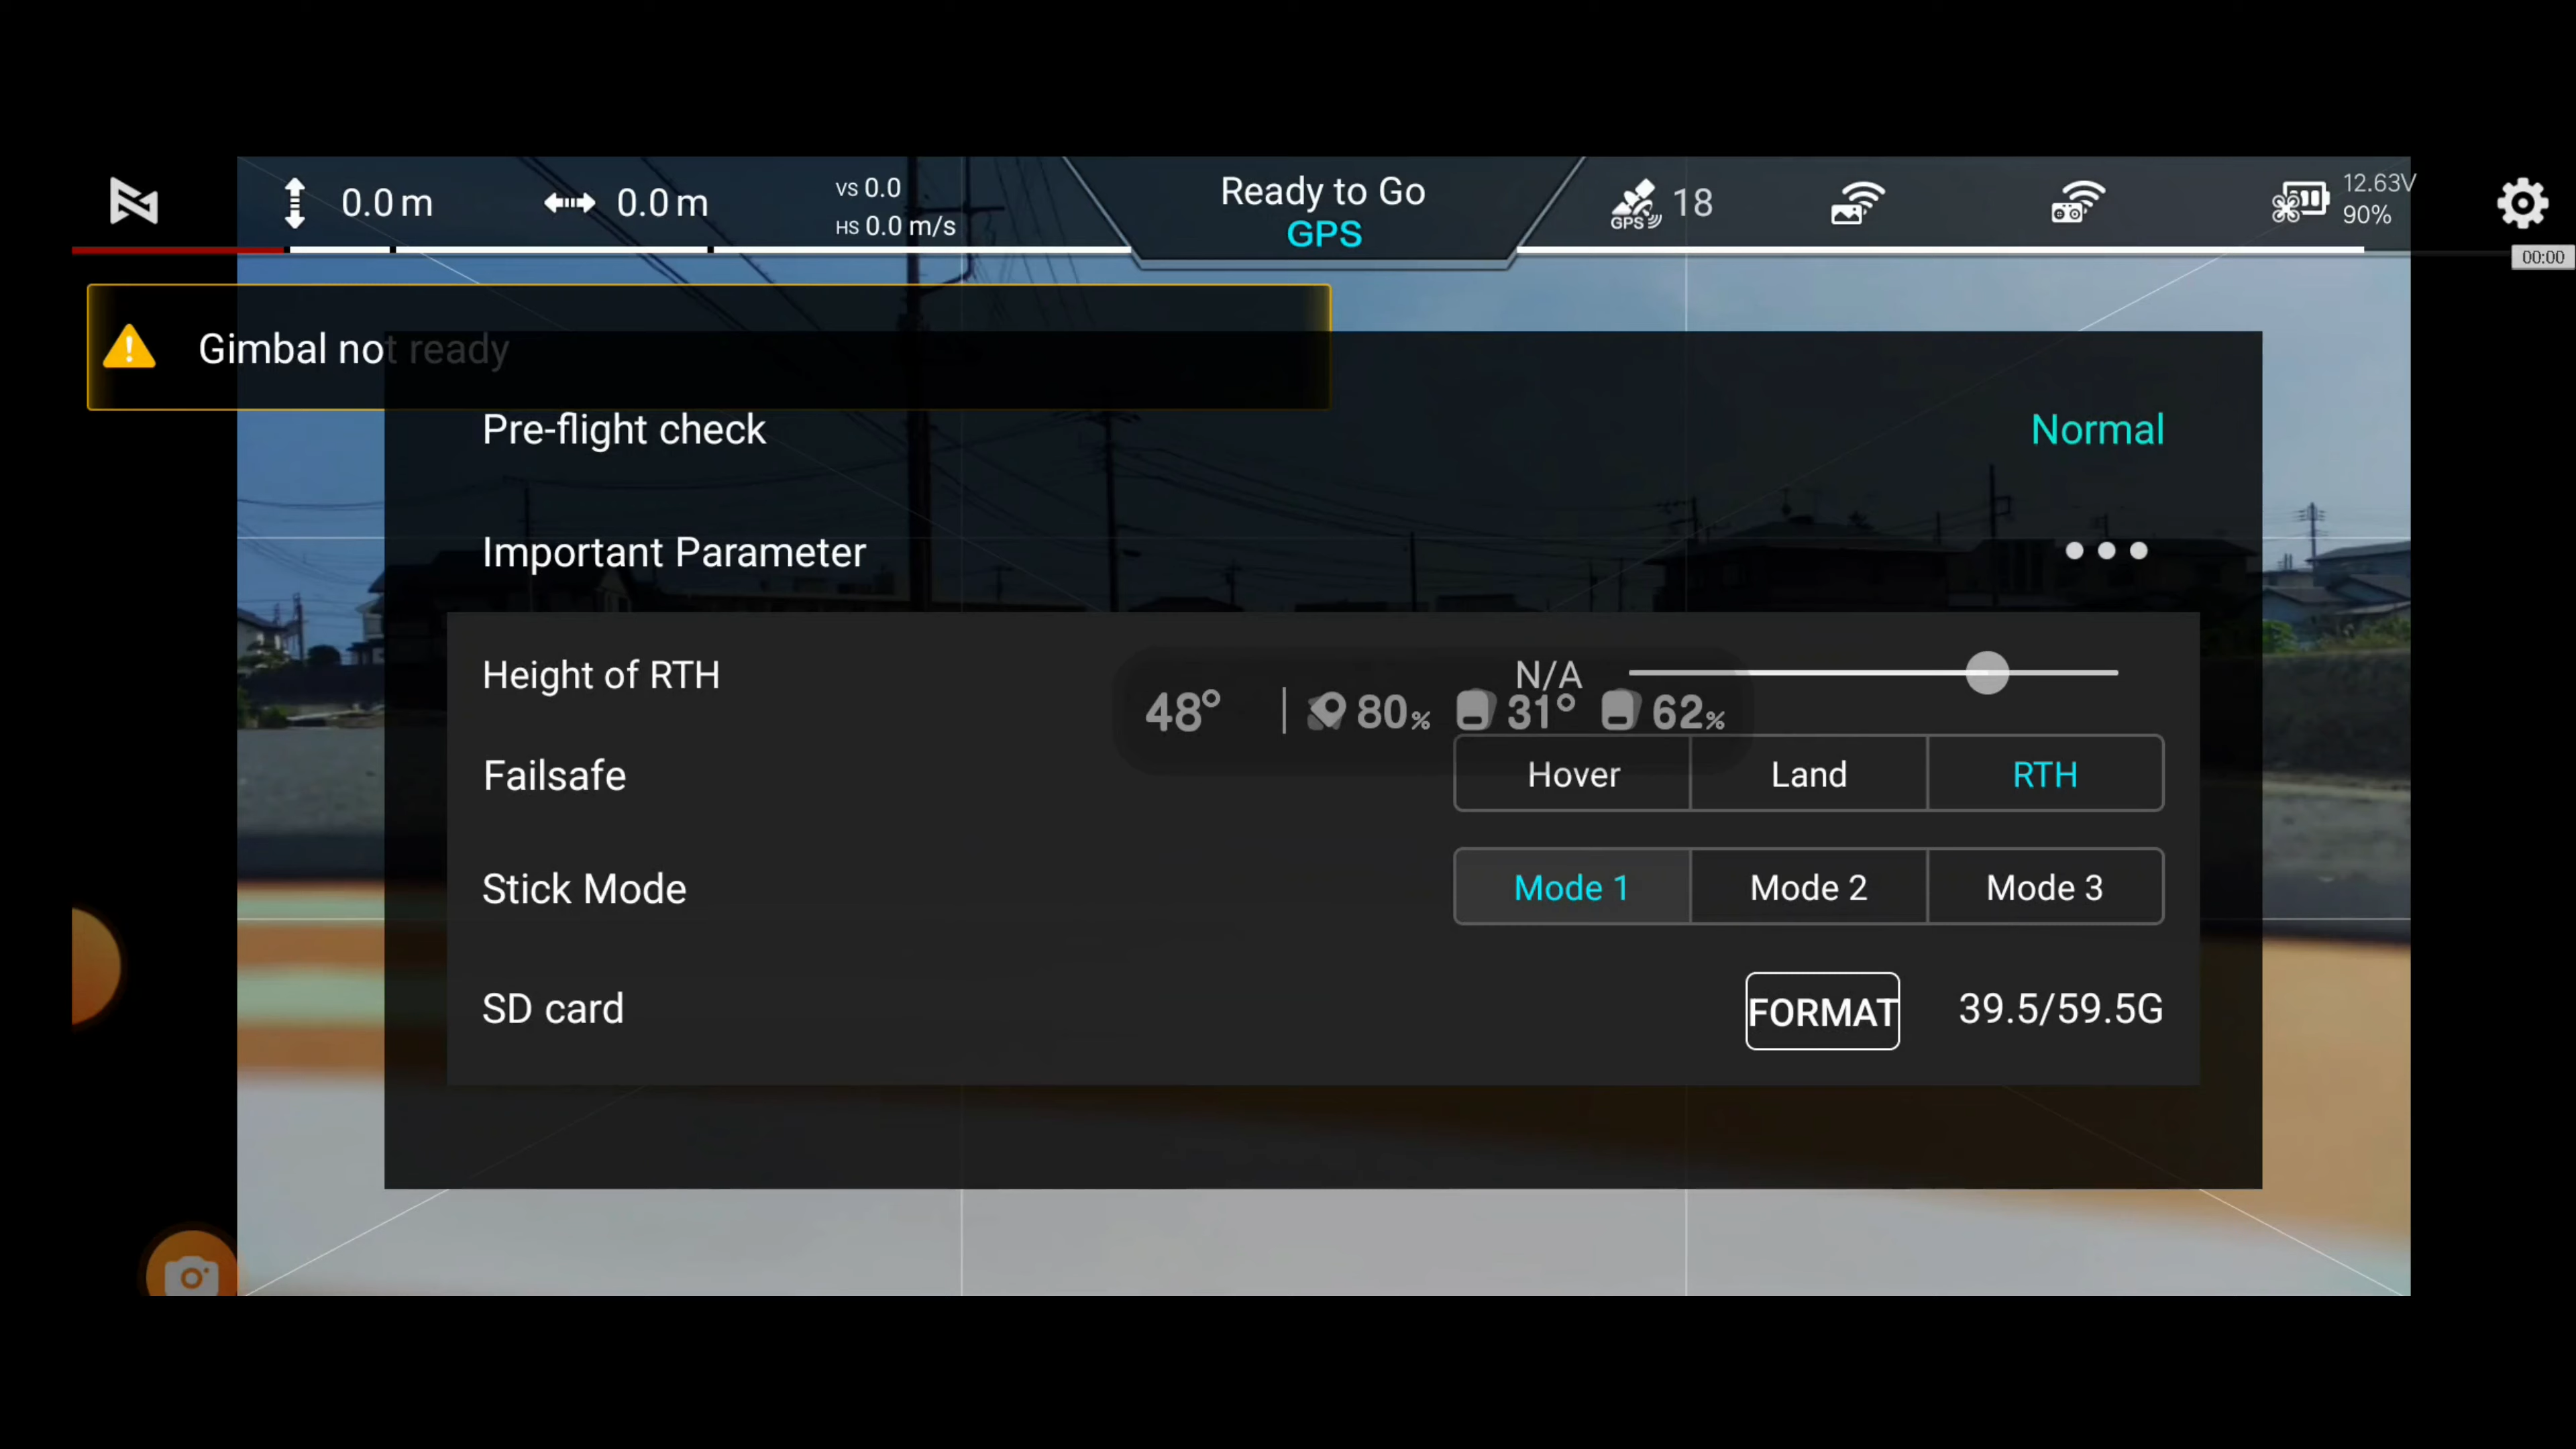 0.0 m
0.0 m
VS 0.0
HS 0.0 m/s
Ready to Go
GPS
GPS
18
12.63V
90%
00:00
Gimbal not ready
Pre-flight check
Normal
Important Parameter
Height of RTH
N/A
48° | 80% 31° 62%
Failsafe
Hover
Land
RTH
Stick Mode
Mode 1
Mode 2
Mode 3
SD card
FORMAT
39.5/59.5G